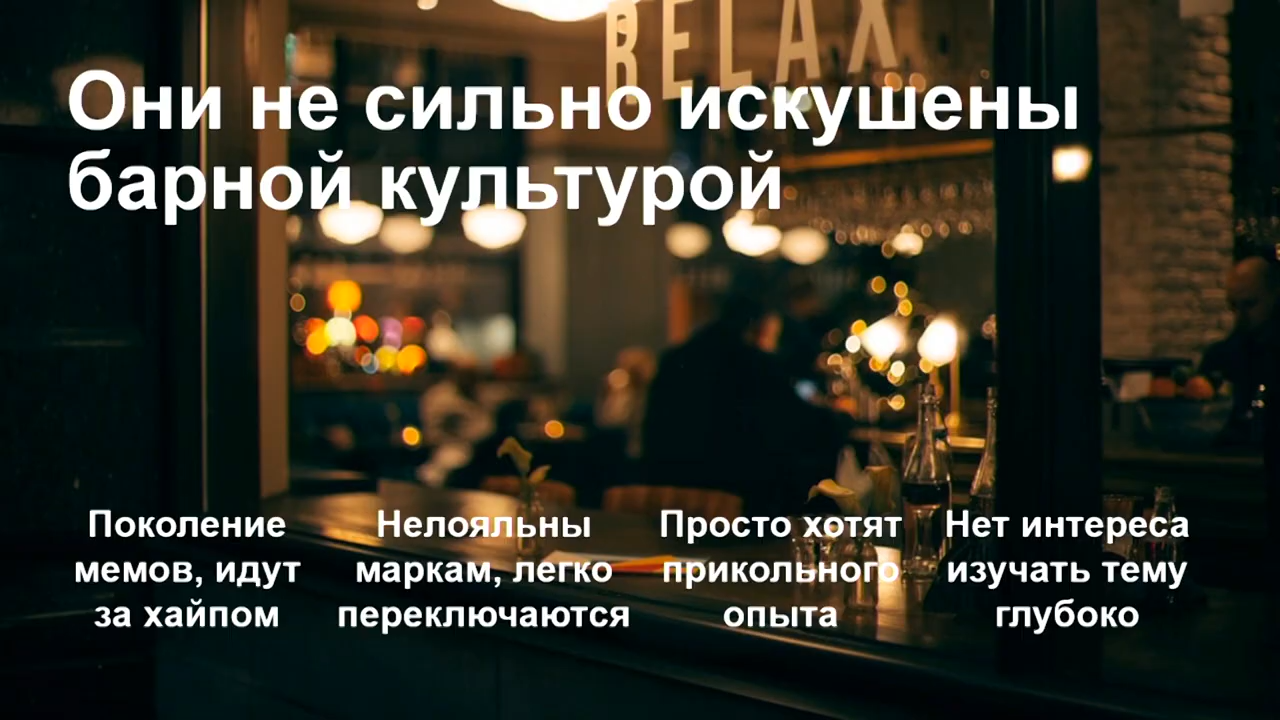 RELAX
Они не сильно искушены
барной культурой
Поколение
мемов, идут
за хайпом
Нелояльны
маркам, легко
переключаются
Просто хотят
прикольного
опыта
Нет интереса
изучать тему
глубоко